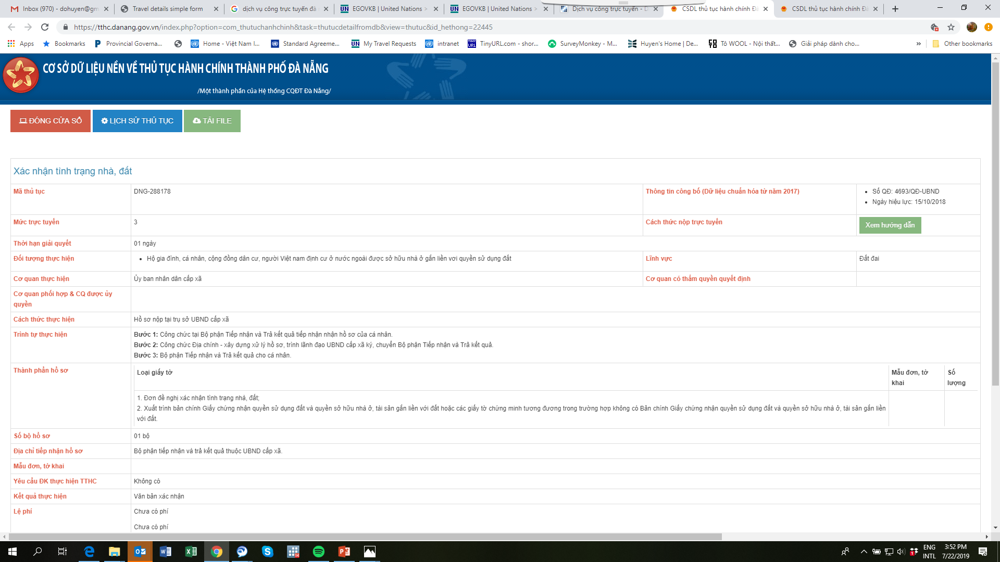 Inbox (970) - dohuyen@gm
Travel details simple form
dịch vụ công trực tuyến đà
EGOVKB | United Nations >
EGOVKB | United Nations >
Dịch vụ công trực tuyến - D
CSDL thủ tục hành chính Đà
CSDL thủ tục hành chính Đà
https://tthc.danang.gov.vn/index.php?option=com_thutuchanhchinh&task=thutucdetailfromdb&view=thutuc&id_hethong=22445
Apps
Bookmarks
Provincial Governa...
Home - Việt Nam I...
Standard Agreeme...
My Travel Requests
intranet
TinyURL.com - shor...
SurveyMonkey - M...
Huyen's Home | De...
Tô WOOL - Nội thất...
Giải pháp dành cho...
»
Other bookmarks
CƠ SỞ DỮ LIỆU NỀN VỀ THỦ TỤC HÀNH CHÍNH THÀNH PHỐ ĐÀ NẴNG
/Một thành phần của Hệ thống CQĐT Đà Nẵng/
ĐÓNG CỬA SỔ
LỊCH SỬ THỦ TỤC
TẢI FILE
Xác nhận tình trạng nhà, đất
Mã thủ tục
DNG-288178
Thông tin công bố (Dữ liệu chuẩn hóa từ năm 2017)
• Số QĐ: 4693/QĐ-UBND
• Ngày hiệu lực: 15/10/2018
Mức trực tuyến
3
Cách thức nộp trực tuyến
Xem hướng dẫn
Thời hạn giải quyết
01 ngày
Đối tượng thực hiện
• Hộ gia đình, cá nhân, cộng đồng dân cư, người Việt nam định cư ở nước ngoài được sở hữu nhà ở gắn liền vơi quyền sử dụng đất
Lĩnh vực
Đất đai
Cơ quan thực hiện
Ủy ban nhân dân cấp xã
Cơ quan có thẩm quyền quyết định
Cơ quan phối hợp & CQ được ủy
quyền
Cách thức thực hiện
Hồ sơ nộp tại trụ sở UBND cấp xã
Trình tự thực hiện
Bước 1: Công chức tại Bộ phận Tiếp nhận và Trả kết quả tiếp nhận nhận hồ sơ của cá nhân.
Bước 2: Công chức Địa chính - xây dựng xử lý hồ sơ, trình lãnh đạo UBND cấp xã ký, chuyển Bộ phận Tiếp nhận và Trả kết quả.
Bước 3: Bộ phận Tiếp nhận và Trả kết quả cho cá nhân.
Thành phần hồ sơ
Loại giấy tờ
Mẫu đơn, tờ
khai
Số
lượng
1. Đơn đề nghị xác nhận tình trạng nhà, đất;
2. Xuất trình bản chính Giấy chứng nhận quyền sử dụng đất và quyền sở hữu nhà ở, tài sản gắn liền với đất hoặc các giấy tờ chứng minh tương đương trong trường hợp không có Bản chính Giấy chứng nhận quyền sử dụng đất và quyền sở hữu nhà ở, tài sản gắn liền
với đất.
Số bộ hồ sơ
01 bộ
Địa chỉ tiếp nhận hồ sơ
Bộ phận tiếp nhận và trả kết quả thuộc UBND cấp xã.
Mẫu đơn, tờ khai
Yêu cầu ĐK thực hiện TTHC
Không có
Kết quả thực hiện
Văn bản xác nhận
Lệ phí
Chưa có phí
Chưa có phí
ENG
INTL
3:52 PM
7/22/2019